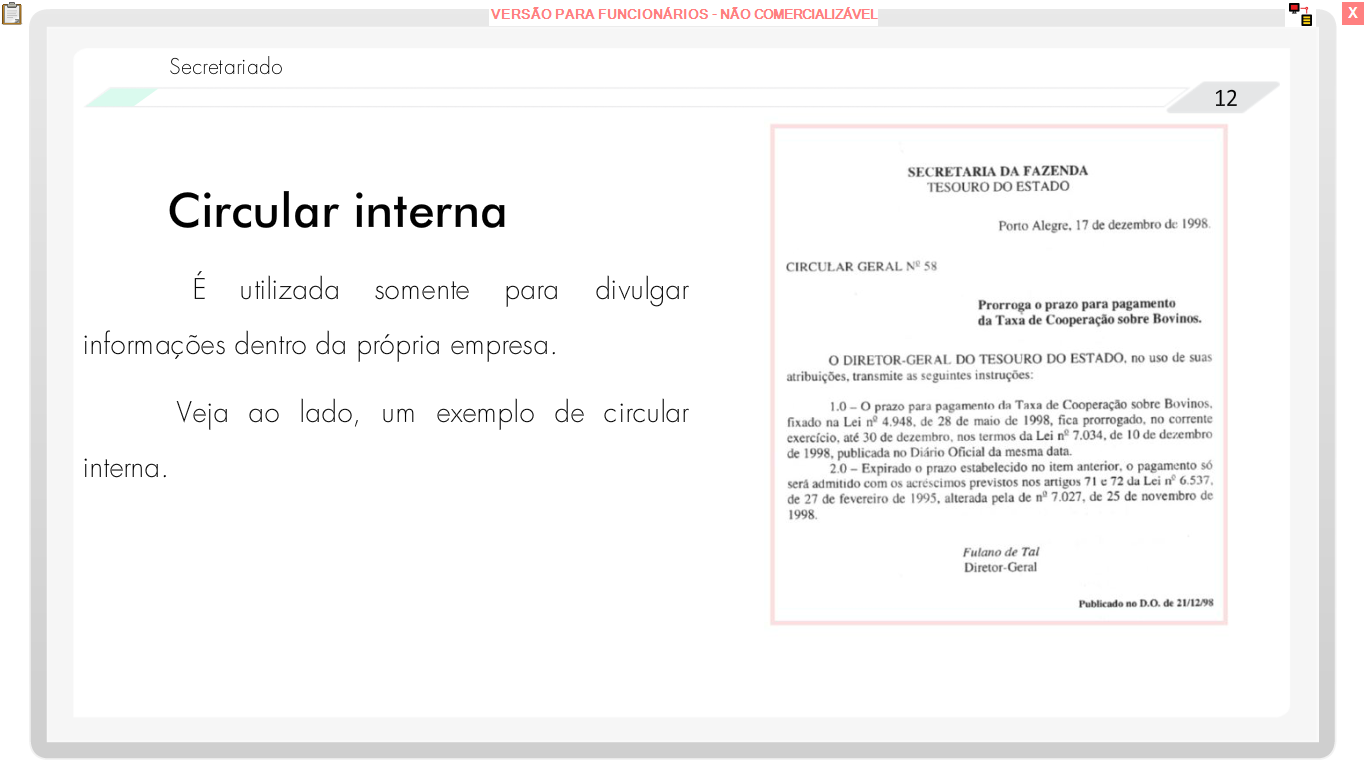 VERSÃO PARA FUNCIONÁRIOS - NÃO COMERCIALIZÁVEL
X
Secretariado
12
Circular interna
É utilizada somente para divulgar
informações dentro da própria empresa.
Veja ao lado, um exemplo de circular
interna.
SECRETARIA DA FAZENDA
TESOURO DO ESTADO
Porto Alegre, 17 de dezembro de 1998.
CIRCULAR GERAL Nº 58
Prorroga o prazo para pagamento
da Taxa de Cooperação sobre Bovinos.
O DIRETOR-GERAL DO TESOURO DO ESTADO, no uso de suas
atribuições, transmite as seguintes instruções:
1.0 – O prazo para pagamento da Taxa de Cooperação sobre Bovinos,
fixado na Lei nº 4.948, de 28 de maio de 1998, fica prorrogado, no corrente
exercício, até 30 de dezembro, nos termos da Lei nº 7.034, de 10 de dezembro
de 1998, publicada no Diário Oficial da mesma data.
2.0 – Expirado o prazo estabelecido no item anterior, o pagamento só
será admitido com os acréscimos previstos nos artigos 71 e 72 da Lei nº 6.537,
de 27 de fevereiro de 1995, alterada pela de nº 7.027, de 25 de novembro de
1998.
Fulano de Tal
Diretor-Geral
Publicado no D.O. de 21/12/98